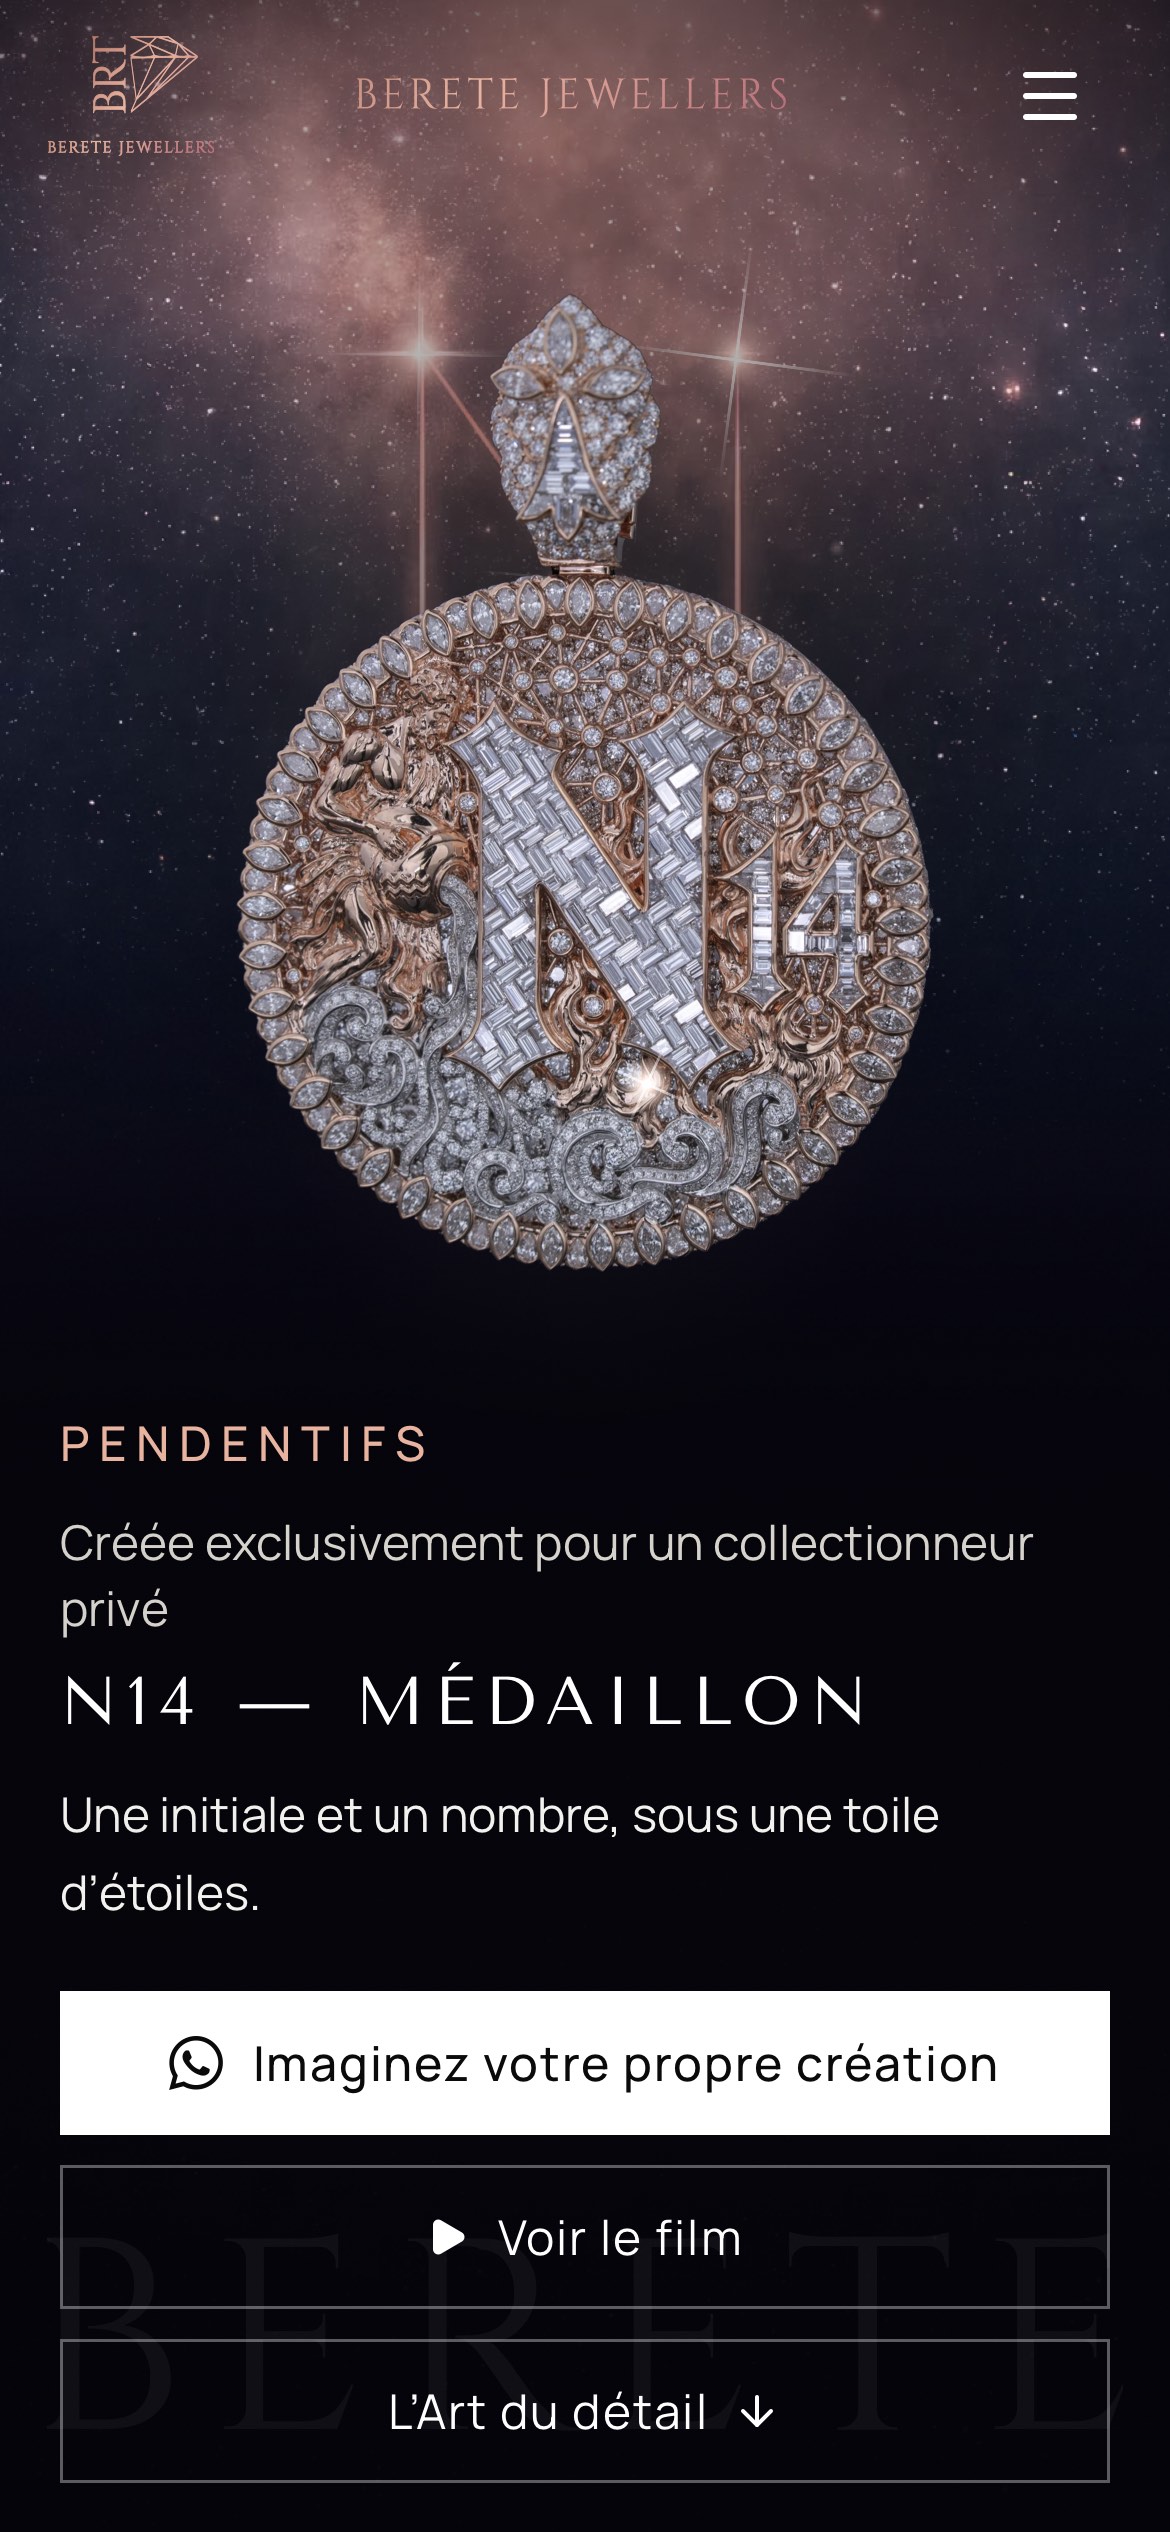 BRT
BERETE JEWELLERS
BERETE JEWELLERS
N
14
PENDENTIFS
Créée exclusivement pour un collectionneur
privé
N14 — MÉDAILLON
Une initiale et un nombre, sous une toile
d’étoiles.
Imaginez votre propre création
Voir le film
BERETE
L’Art du détail ↓